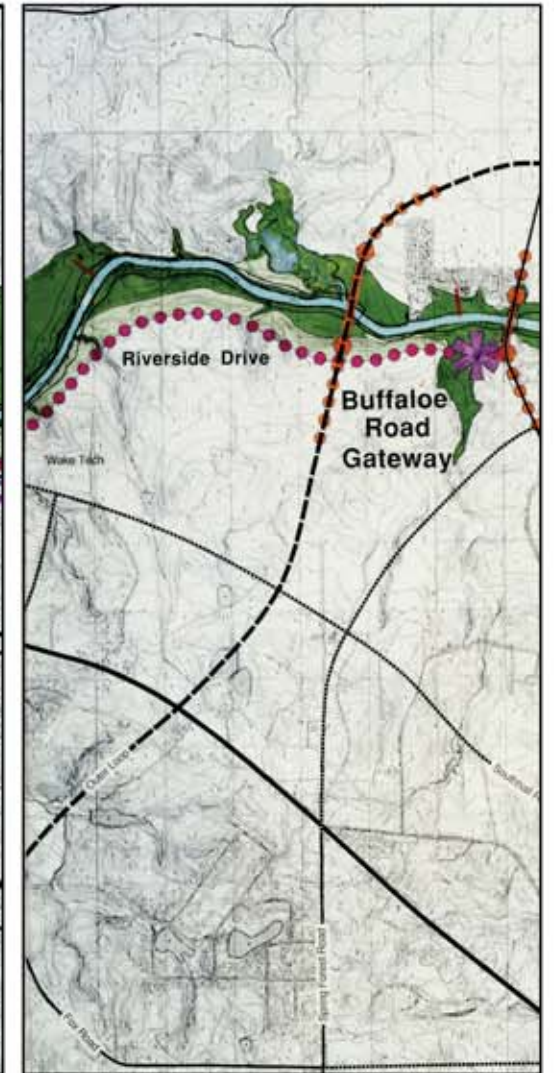 Riverside Drive
Buffaloe
Road
Gateway
Wake Tech
Outer Loop
Spring Forest Road
Fox Road